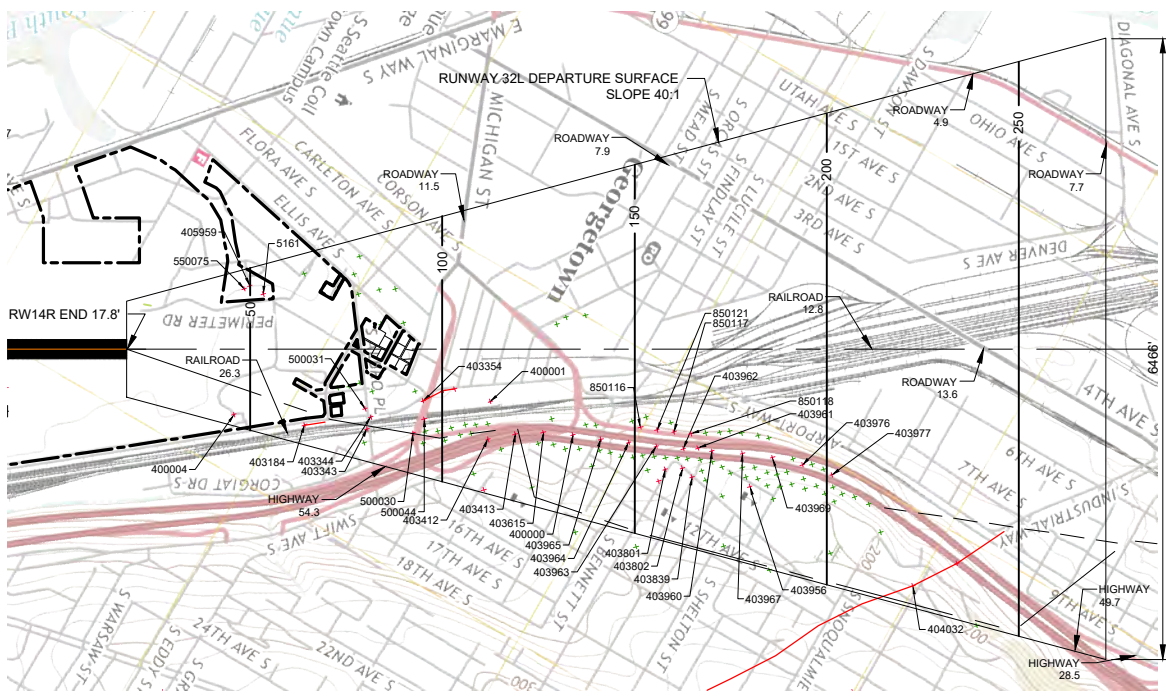 S. Seattle Coll
own Campus
E MARGINAL WAY S
99
S DAWSON ST
DIAGONAL AVE S
RUNWAY 32L DEPARTURE SURFACE
SLOPE 40:1
UTAH AVE S
OHIO AVE S
1ST AVE S
2ND AVE S
3RD AVE S
ROADWAY
4.9
250
ROADWAY
7.9
S MEAD ST
S ORCAS ST
S FINDLAY ST
S LUCILE ST
MICHIGAN ST
Georgetown
FLORA AVE S
CARLETON AVE S
CORSON AVE S
ELLIS AVE S
ROADWAY
11.5
ROADWAY
7.7
200
150
100
50
DENVER AVE S
405959
5161
550075
RW14R END 17.8'
PERIMETER RD
RAILROAD
26.3
500031
403354
400001
850121
850117
RAILROAD
12.8
ROADWAY
13.6
6466'
4TH AVE S
850116
403962
850118
403961
AIRPORT WAY S
403976
403977
6TH AVE S
7TH AVE S
S INDUSTRIAL WAY
400004
403184
403344
403343
CORGIAT DR S
HIGHWAY
54.3
500030
500044
403412
403413
403615
400000
403965
403964
403963
403801
403802
403839
403960
403967
403956
403969
404032
SWIFT AVE S
16TH AVE S
17TH AVE S
18TH AVE S
S BENNETT ST
12TH AVE S
SHELTON ST
S SNOQUALMIE
200
200
9TH AVE S
HIGHWAY
49.7
HIGHWAY
28.5
S WARSAW ST
S EDDY S
24TH AVE S
22ND AVE S
300